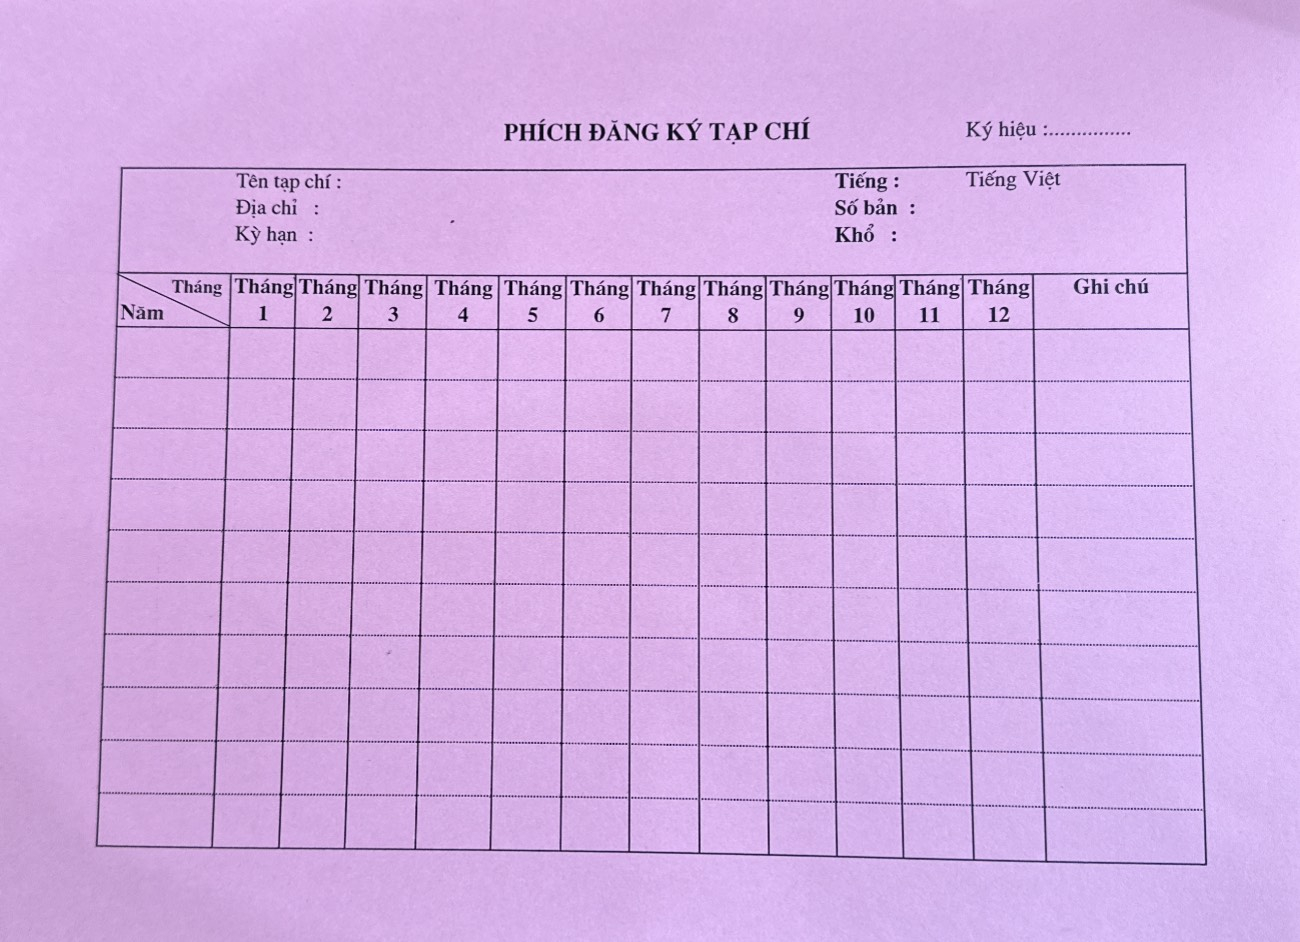 PHÍCH ĐĂNG KÝ TẠP CHÍ Ký hiệu :...............
Tên tạp chí : Tiếng : Tiếng Việt
Địa chỉ : Số bản :
Kỳ hạn : Khổ :
Tháng Tháng Tháng Tháng Tháng Tháng Tháng Tháng Tháng Tháng Tháng Tháng Tháng Ghi chú
Năm 1 2 3 4 5 6 7 8 9 10 11 12